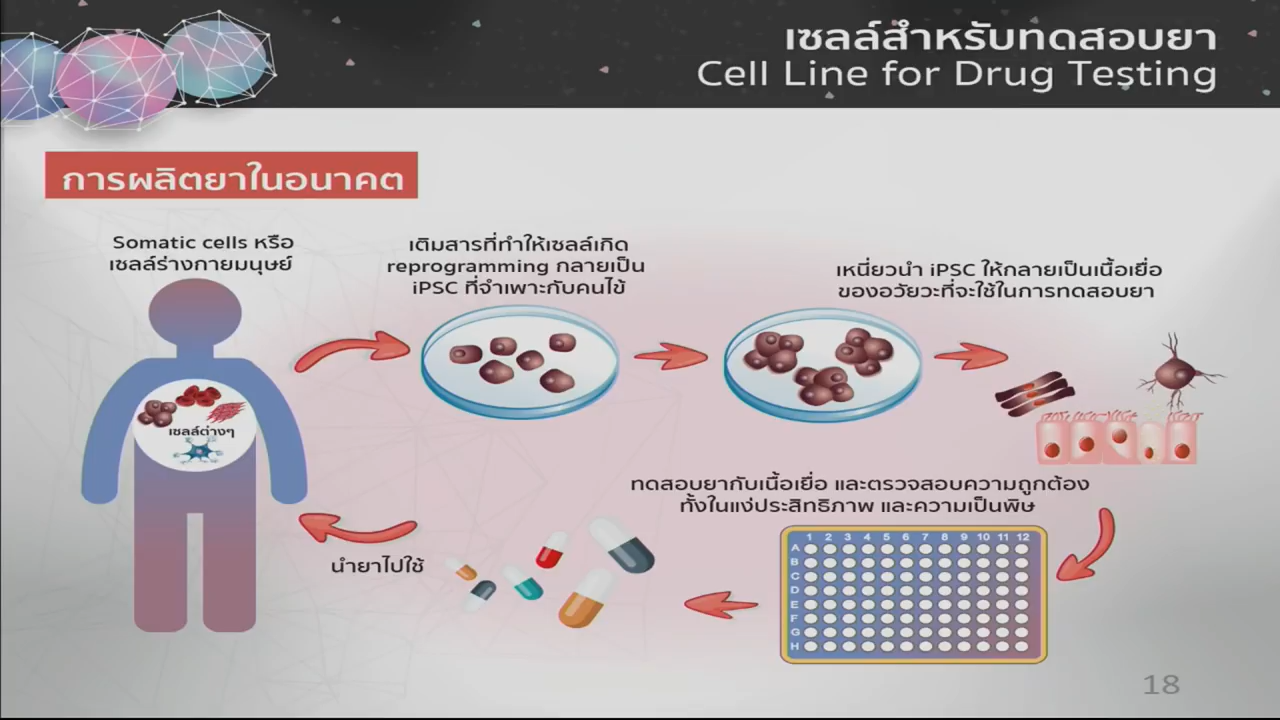 เซลล์สำหรับทดสอบยา
Cell Line for Drug Testing
การผลิตยาในอนาคต
Somatic cells หรือ
เซลล์ร่างกายมนุษย์
เติมสารที่ทำให้เซลล์เกิด
reprogramming กลายเป็น
iPSC ที่จำเพาะกับคนไข้
เหนี่ยวนำ iPSC ให้กลายเป็นเนื้อเยื่อ
ของอวัยวะที่จะใช้ในการทดสอบยา
เซลล์ต่างๆ
ทดสอบยากับเนื้อเยื่อ และตรวจสอบความถูกต้อง
ทั้งในแง่ประสิทธิภาพ และความเป็นพิษ
นำยาไปใช้
1 2 3 4 5 6 7 8 9 10 11 12
A
B
C
D
E
F
G
H
18